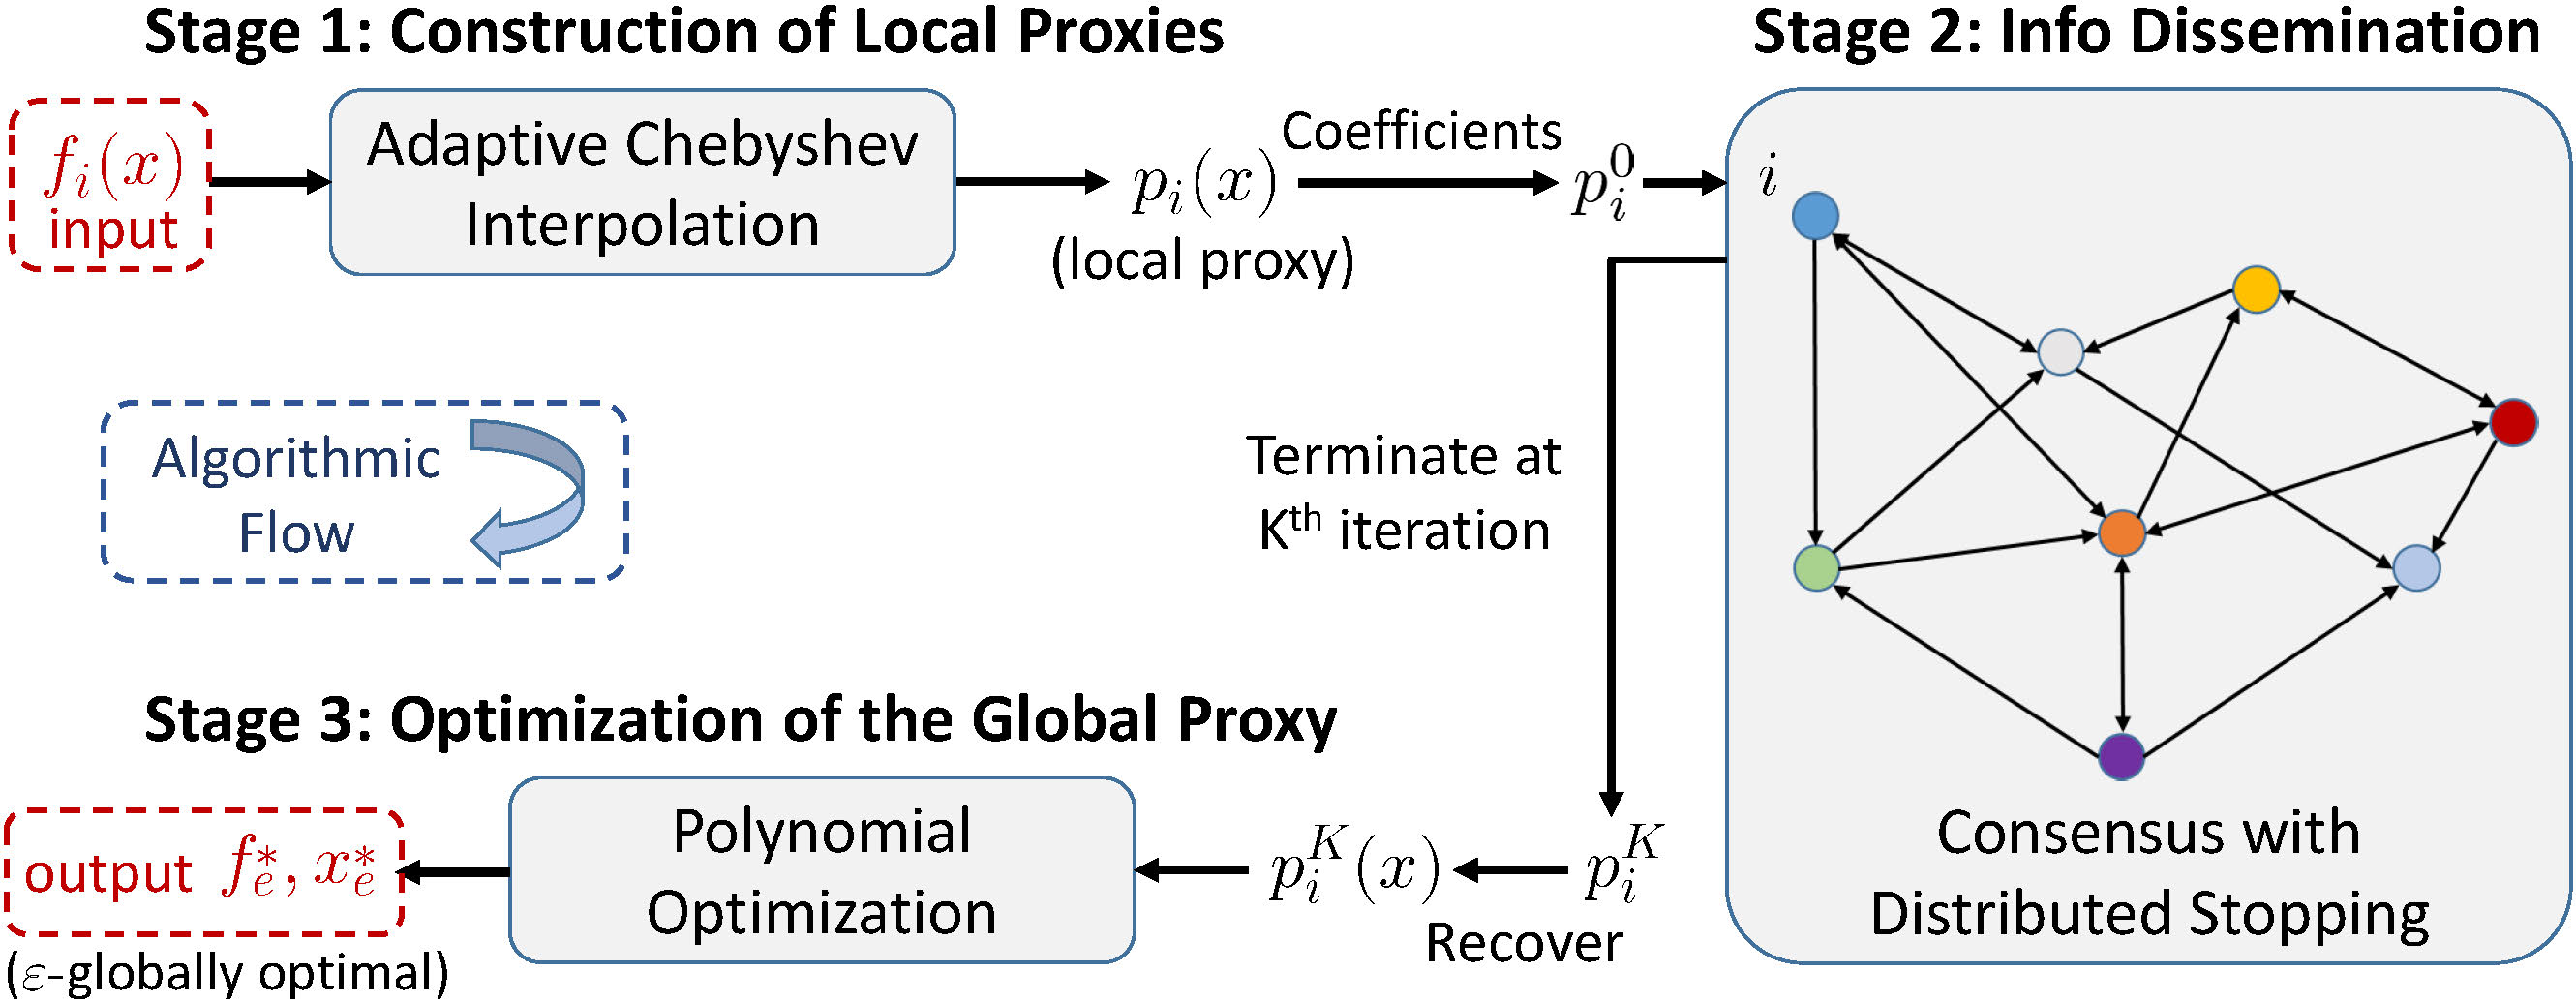 Stage 1: Construction of Local Proxies
Stage 2: Info Dissemination
f_i(x)
input
Adaptive Chebyshev
Interpolation
p_i(x)
(local proxy)
Coefficients
p_i^0
i
Algorithmic
Flow
Terminate at
K^th iteration
Consensus with
Distributed Stopping
Stage 3: Optimization of the Global Proxy
output f_e^*, x_e^*
(ε-globally optimal)
Polynomial
Optimization
p_i^K(x)
p_i^K
Recover